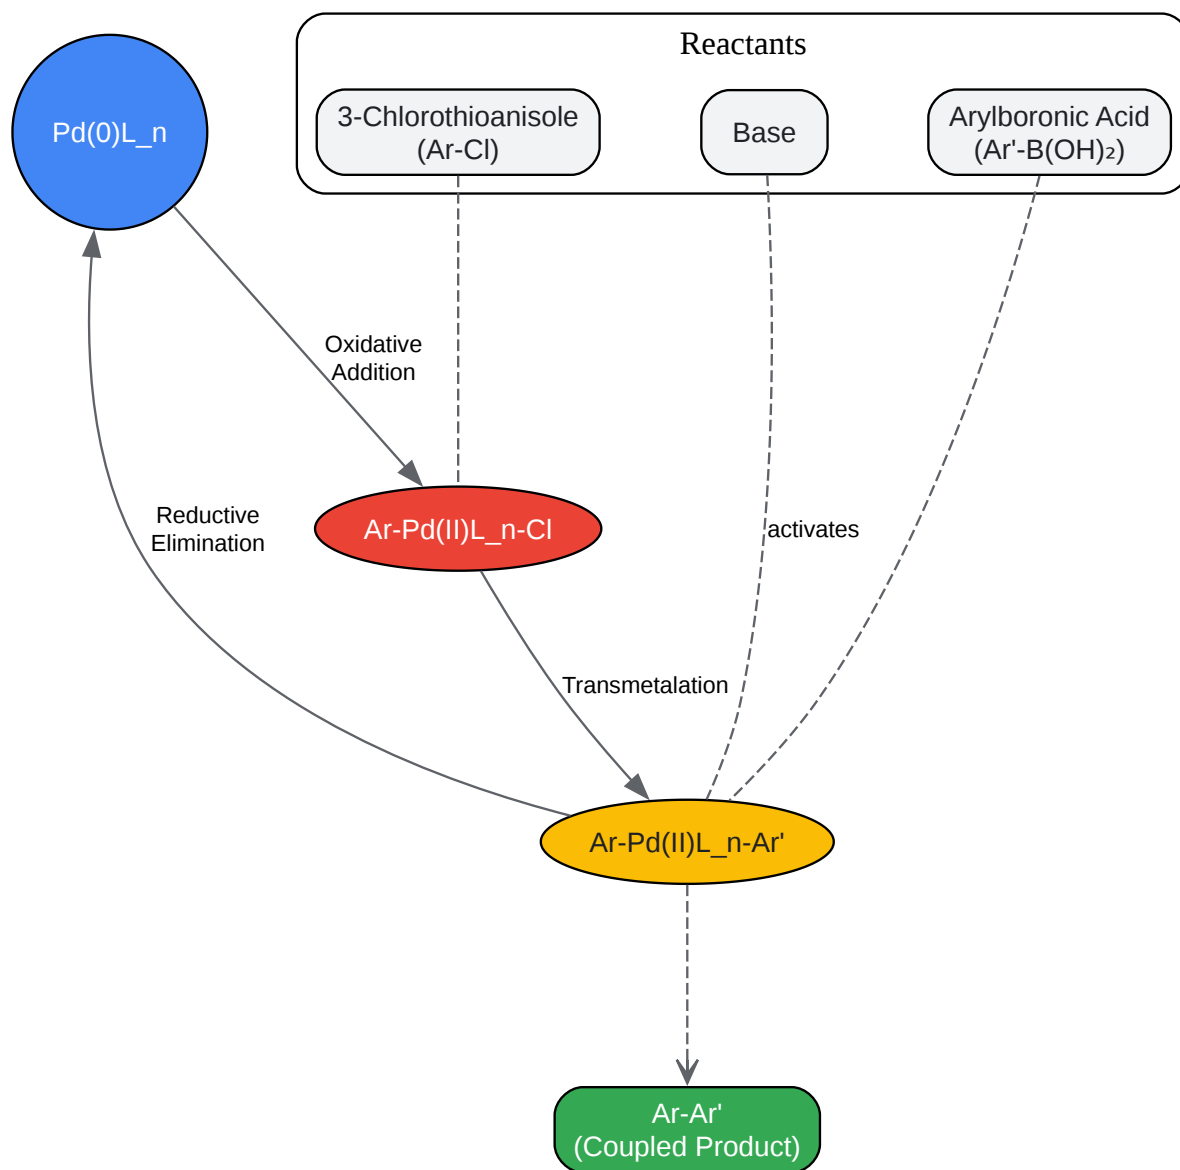 Reactants
Pd(0)L_n
3-Chlorothioanisole
(Ar-Cl)
Base
Arylboronic Acid
(Ar'-B(OH)₂)
Oxidative
Addition
Reductive
Elimination
Ar-Pd(II)L_n-Cl
activates
Transmetalation
Ar-Pd(II)L_n-Ar'
Ar-Ar'
(Coupled Product)